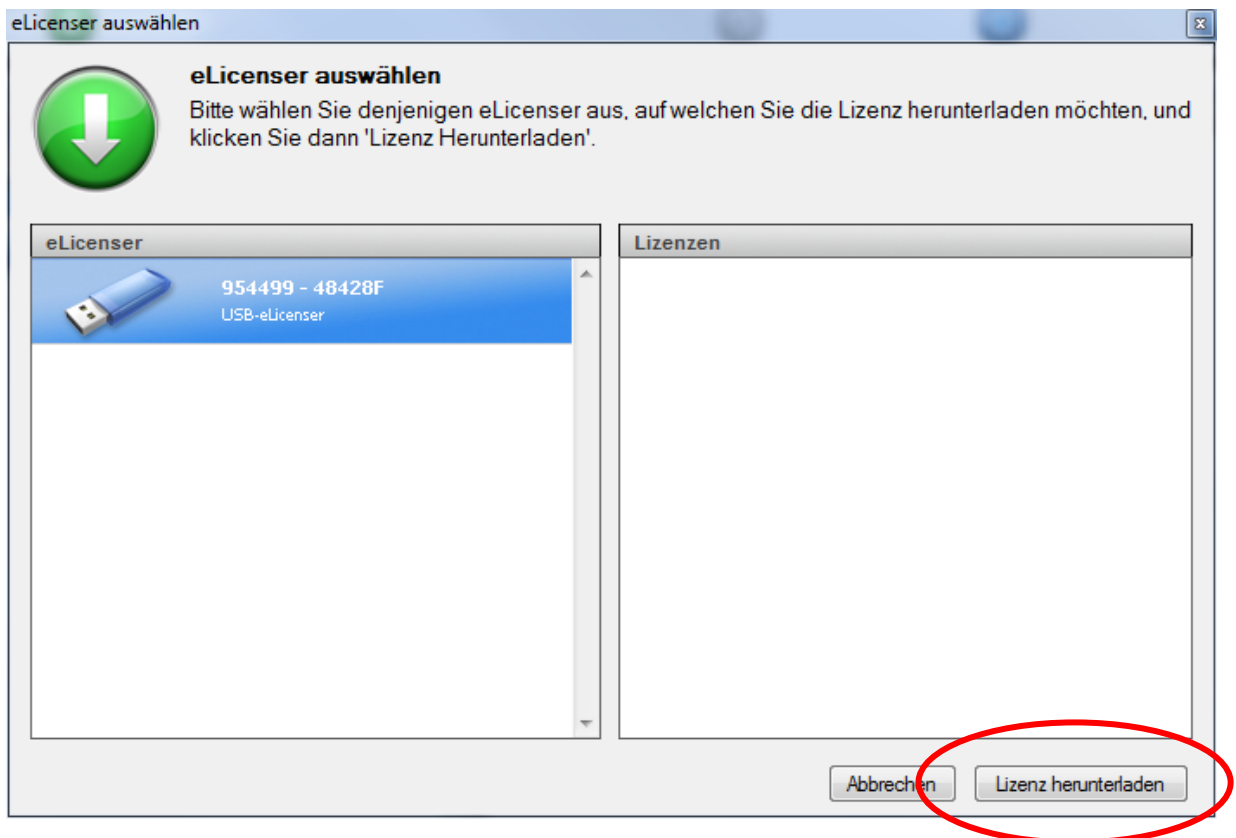 eLicenser auswählen
eLicenser auswählen
Bitte wählen Sie denjenigen eLicenser aus, auf welchen Sie die Lizenz herunterladen möchten, und
klicken Sie dann 'Lizenz Herunterladen'.
eLicenser
Lizenzen
954499 - 48428F
USB-eLicenser
Abbrechen
Lizenz herunterladen